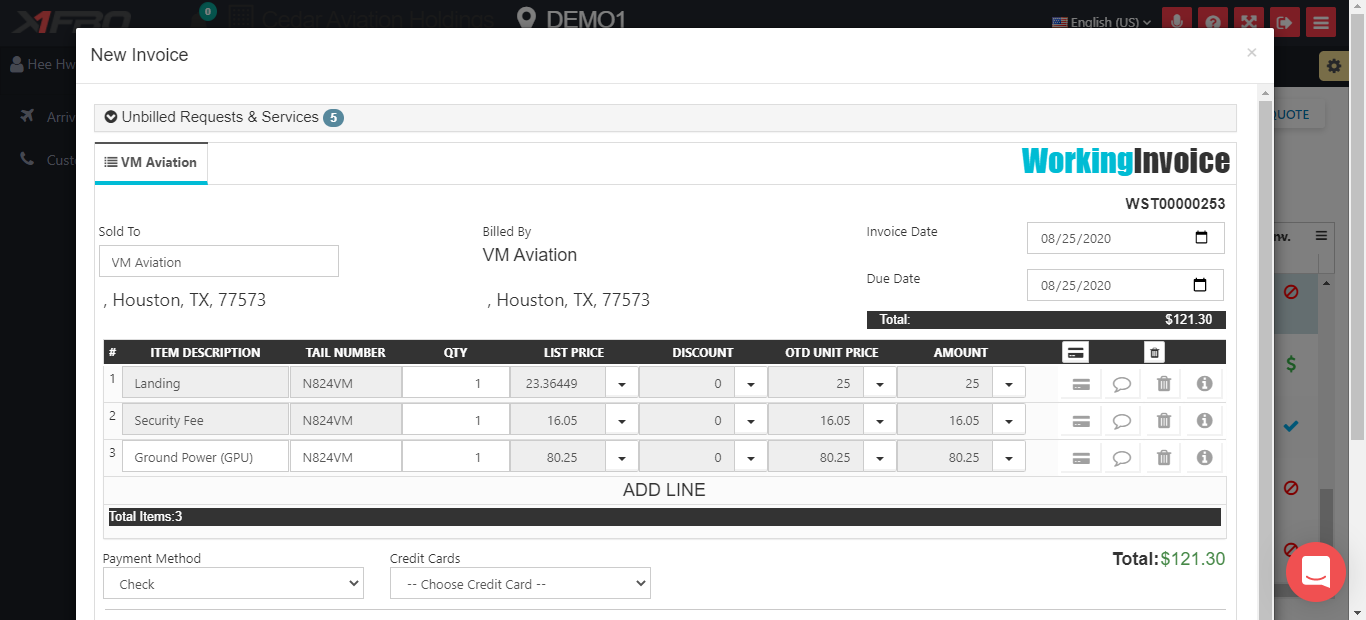 X1FBO
0
Cedar Aviation Holdings
DEMO1
English (US)
New Invoice
×
Hee Hw
Arriv
Custo
QUOTE
nv.
Unbilled Requests & Services 5
VM Aviation
WorkingInvoice
WST00000253
Sold To
Billed By
Invoice Date
08/25/2020
VM Aviation
VM Aviation
Due Date
08/25/2020
, Houston, TX, 77573
, Houston, TX, 77573
Total: $121.30
# ITEM DESCRIPTION TAIL NUMBER QTY LIST PRICE DISCOUNT OTD UNIT PRICE AMOUNT
1 Landing N824VM 1 23.36449 0 25 25
2 Security Fee N824VM 1 16.05 0 16.05 16.05
3 Ground Power (GPU) N824VM 1 80.25 0 80.25 80.25
ADD LINE
Total Items:3
Payment Method
Credit Cards
Total:$121.30
Check
-- Choose Credit Card --